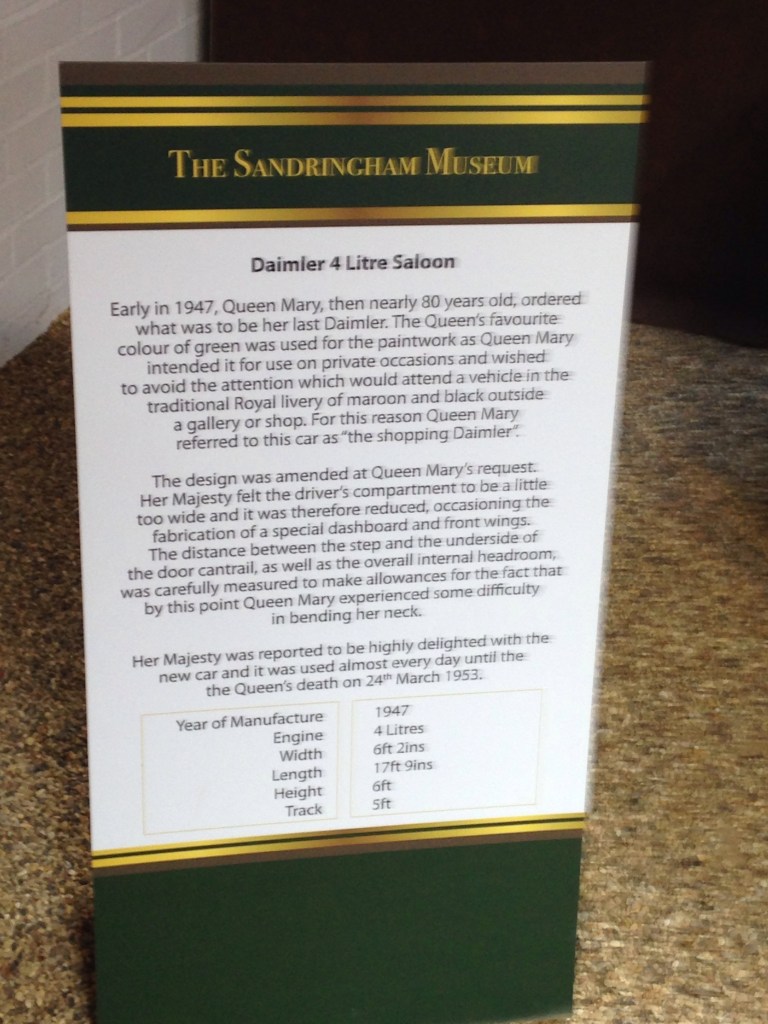 THE SANDRINGHAM MUSEUM
Daimler 4 Litre Saloon
Early in 1947, Queen Mary, then nearly 80 years old, ordered
what was to be her last Daimler. The Queen's favourite
colour of green was used for the paintwork as Queen Mary
intended it for use on private occasions and wished
to avoid the attention which would attend a vehicle in the
traditional Royal livery of maroon and black outside
a gallery or shop. For this reason Queen Mary
referred to this car as "the shopping Daimler".
The design was amended at Queen Mary's request.
Her Majesty felt the driver's compartment to be a little
too wide and it was therefore reduced, occasioning the
fabrication of a special dashboard and front wings.
The distance between the step and the underside of
the door cantrail, as well as the overall internal headroom,
was carefully measured to make allowances for the fact that
by this point Queen Mary experienced some difficulty
in bending her neck.
Her Majesty was reported to be highly delighted with the
new car and it was used almost every day until the
the Queen's death on 24th March 1953.
Year of Manufacture 1947
Engine 4 Litres
Width 6ft 2ins
Length 17ft 9ins
Height 6ft
Track 5ft